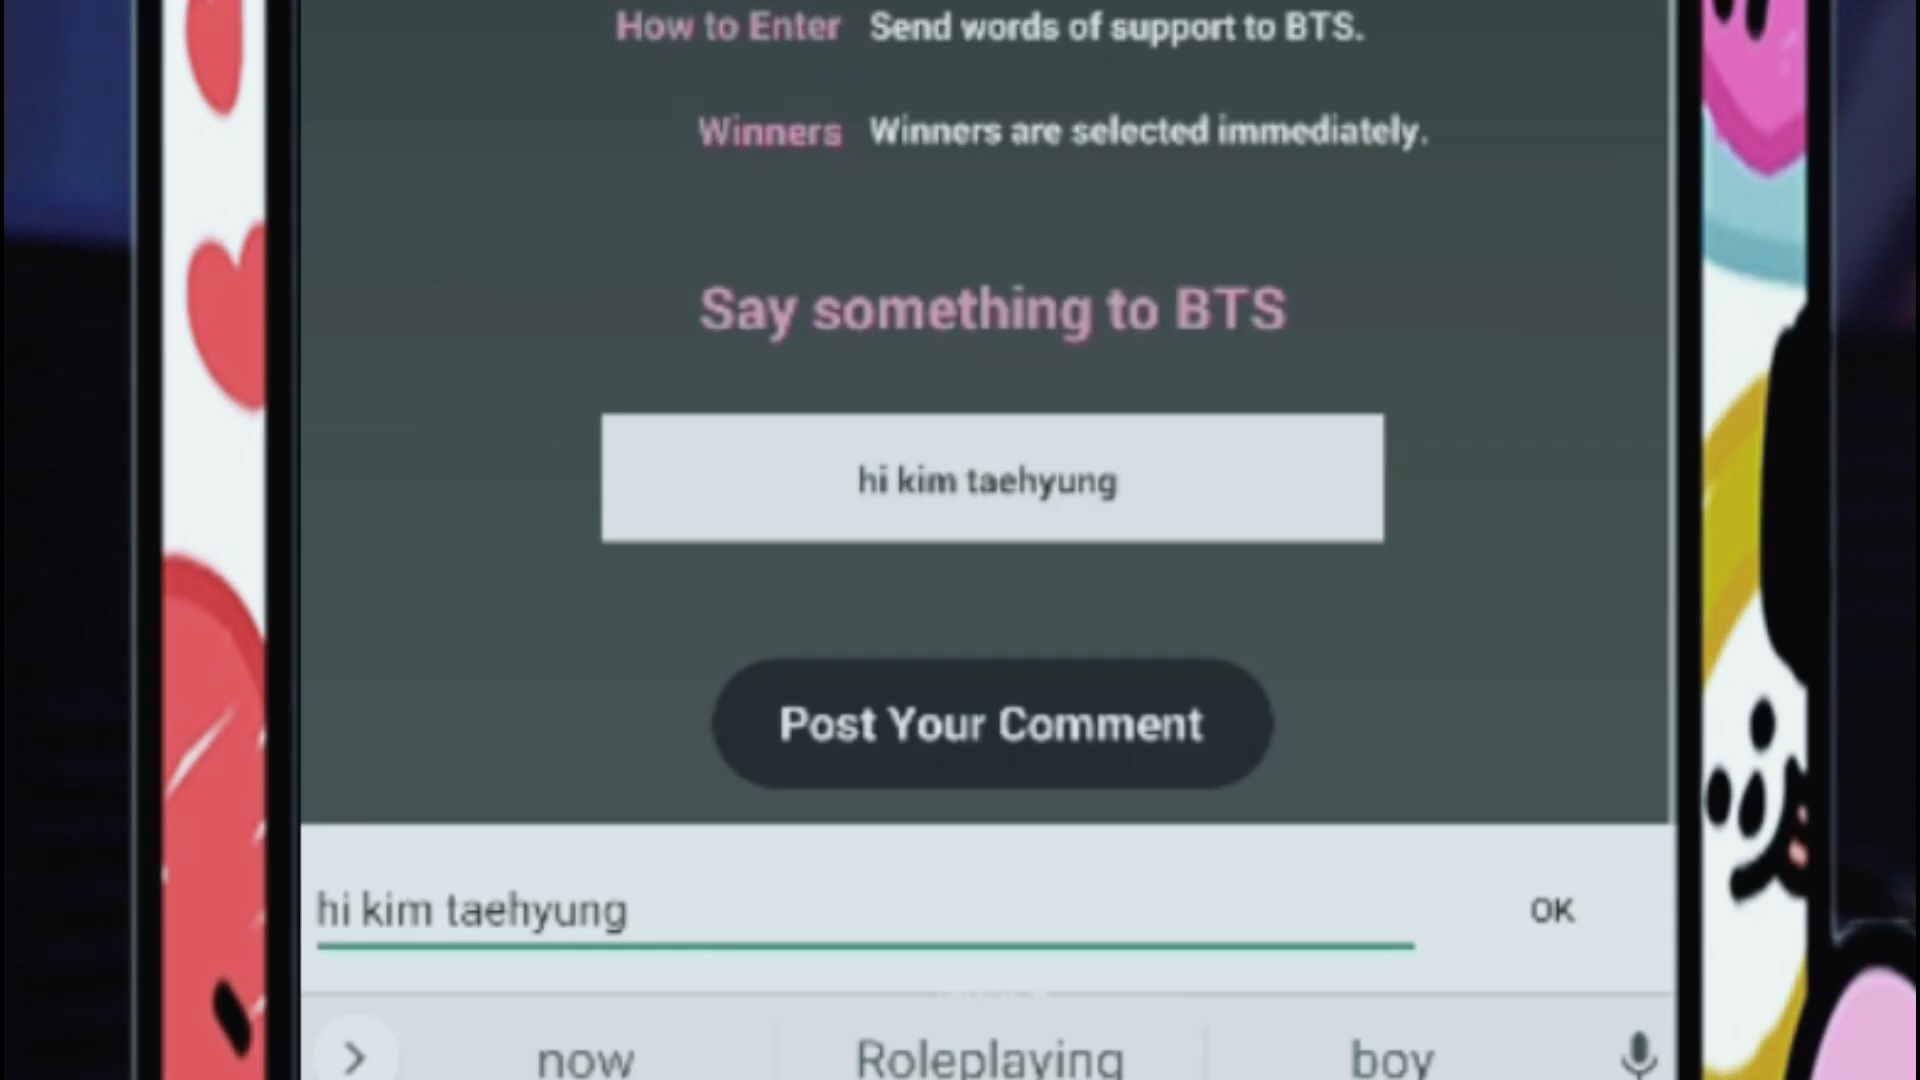 How to Enter Send words of support to BTS.
Winners Winners are selected immediately.
Say something to BTS
hi kim taehyung
Post Your Comment
hi kim taehyung OK
now Roleplaying boy